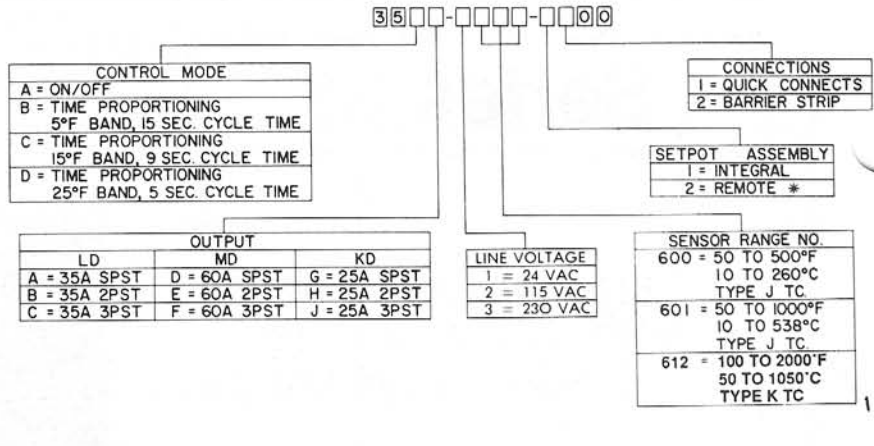 35□□-□□□□-□□00
CONTROL MODE
A = ON/OFF
B = TIME PROPORTIONING
5°F BAND, 15 SEC. CYCLE TIME
C = TIME PROPORTIONING
15°F BAND, 9 SEC. CYCLE TIME
D = TIME PROPORTIONING
25°F BAND, 5 SEC. CYCLE TIME
CONNECTIONS
1 = QUICK CONNECTS
2 = BARRIER STRIP
SETPOT ASSEMBLY
1 = INTEGRAL
2 = REMOTE *
OUTPUT
LD MD KD
A = 35A SPST D = 60A SPST G = 25A SPST
B = 35A 2PST E = 60A 2PST H = 25A 2PST
C = 35A 3PST F = 60A 3PST J = 25A 3PST
LINE VOLTAGE
1 = 24 VAC
2 = 115 VAC
3 = 230 VAC
SENSOR RANGE NO.
600 = 50 TO 500°F
10 TO 260°C
TYPE J TC.
601 = 50 TO 1000°F
10 TO 538°C
TYPE J TC.
612 = 100 TO 2000°F
50 TO 1050°C
TYPE K TC
1